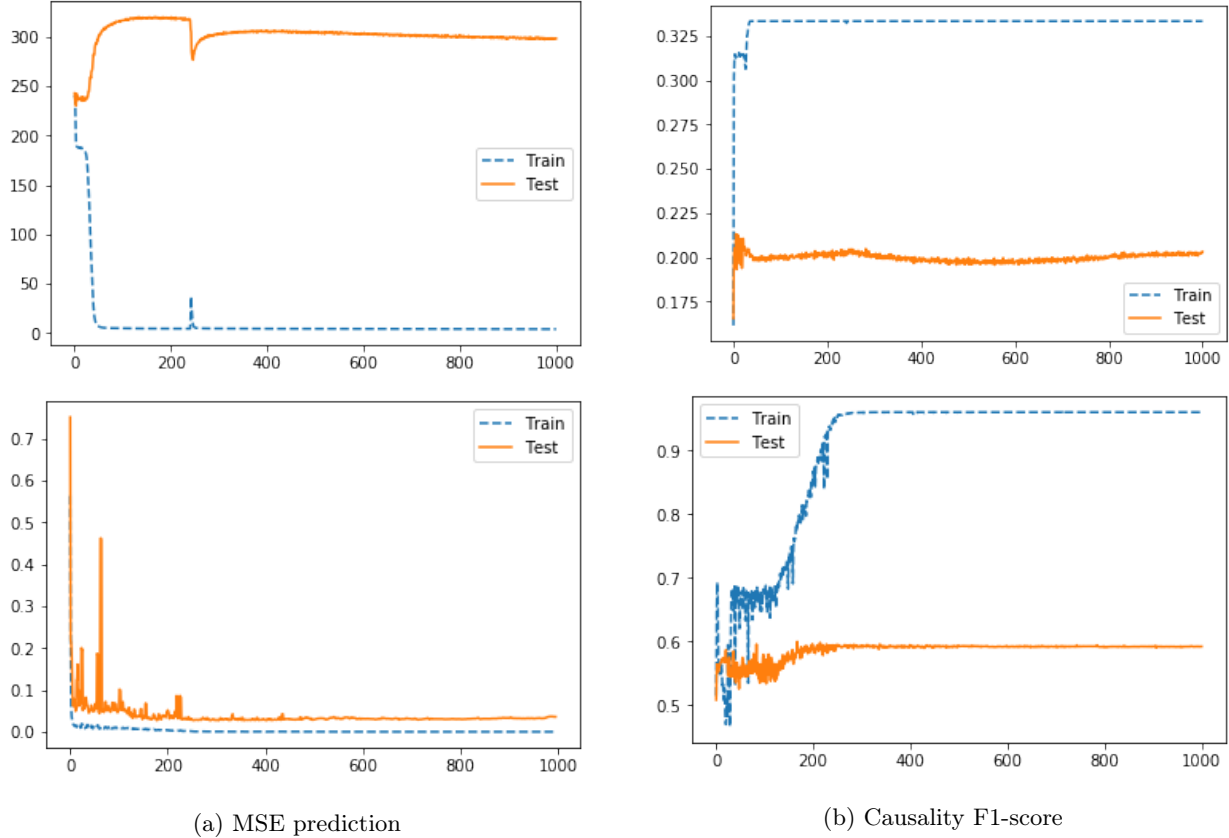 300
250
200
150
100
50
0
Train
Test
0 200 400 600 800 1000
0.325
0.300
0.275
0.250
0.225
0.200
0.175
Train
Test
0 200 400 600 800 1000
0.7
0.6
0.5
0.4
0.3
0.2
0.1
0.0
Train
Test
0 200 400 600 800 1000
0.9
0.8
0.7
0.6
0.5
Train
Test
0 200 400 600 800 1000
(a) MSE prediction
(b) Causality F1-score